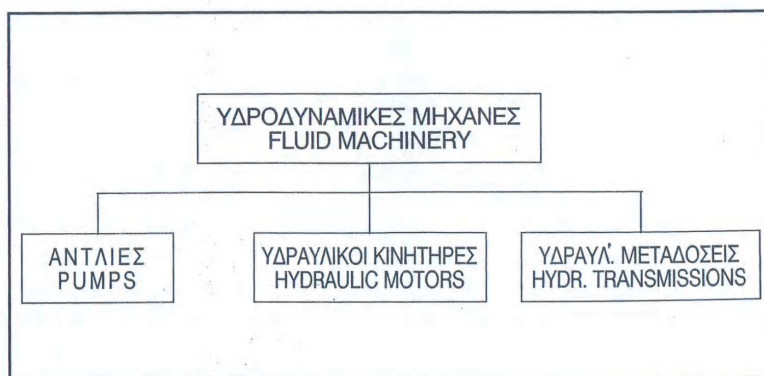 ΥΔΡΟΔΥΝΑΜΙΚΕΣ ΜΗΧΑΝΕΣ
FLUID MACHINERY
ΑΝΤΛΙΕΣ
PUMPS
ΥΔΡΑΥΛΙΚΟΙ ΚΙΝΗΤΗΡΕΣ
HYDRAULIC MOTORS
ΥΔΡΑΥΛ΄. ΜΕΤΑΔΟΣΕΙΣ
HYDR. TRANSMISSIONS